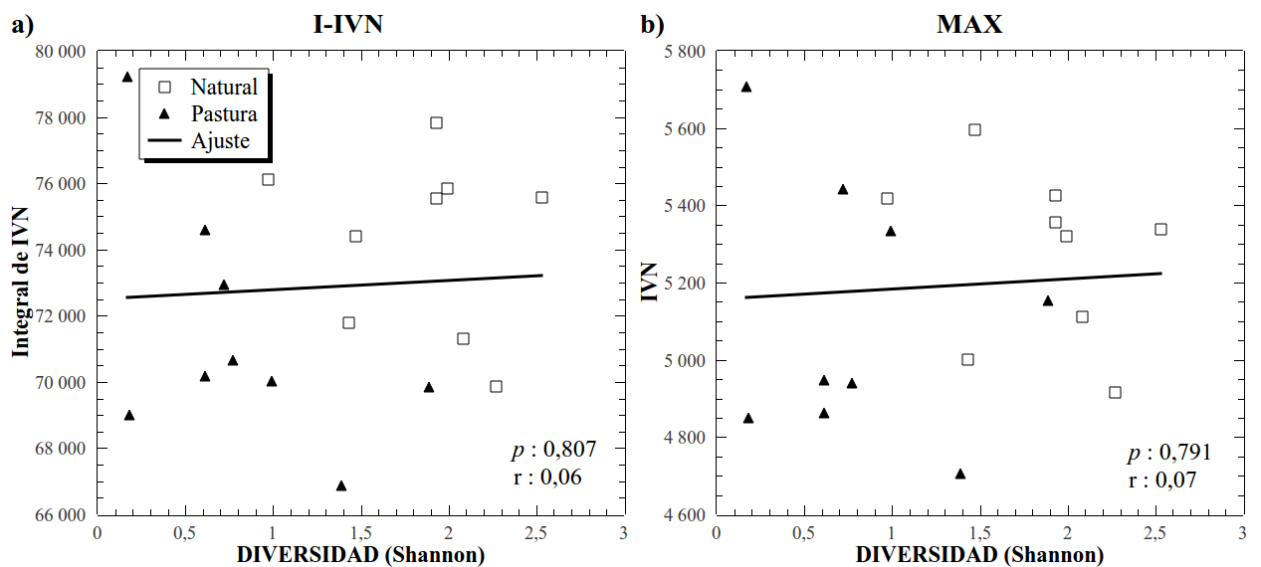 a)
I-IVN
80 000
78 000
76 000
74 000
72 000
70 000
68 000
66 000
Integral de IVN
Natural
Pastura
Ajuste
p : 0,807
r : 0,06
0 0,5 1 1,5 2 2,5 3
DIVERSIDAD (Shannon)
b)
MAX
5 800
5 600
5 400
5 200
5 000
4 800
4 600
IVN
p : 0,791
r : 0,07
0 0,5 1 1,5 2 2,5 3
DIVERSIDAD (Shannon)